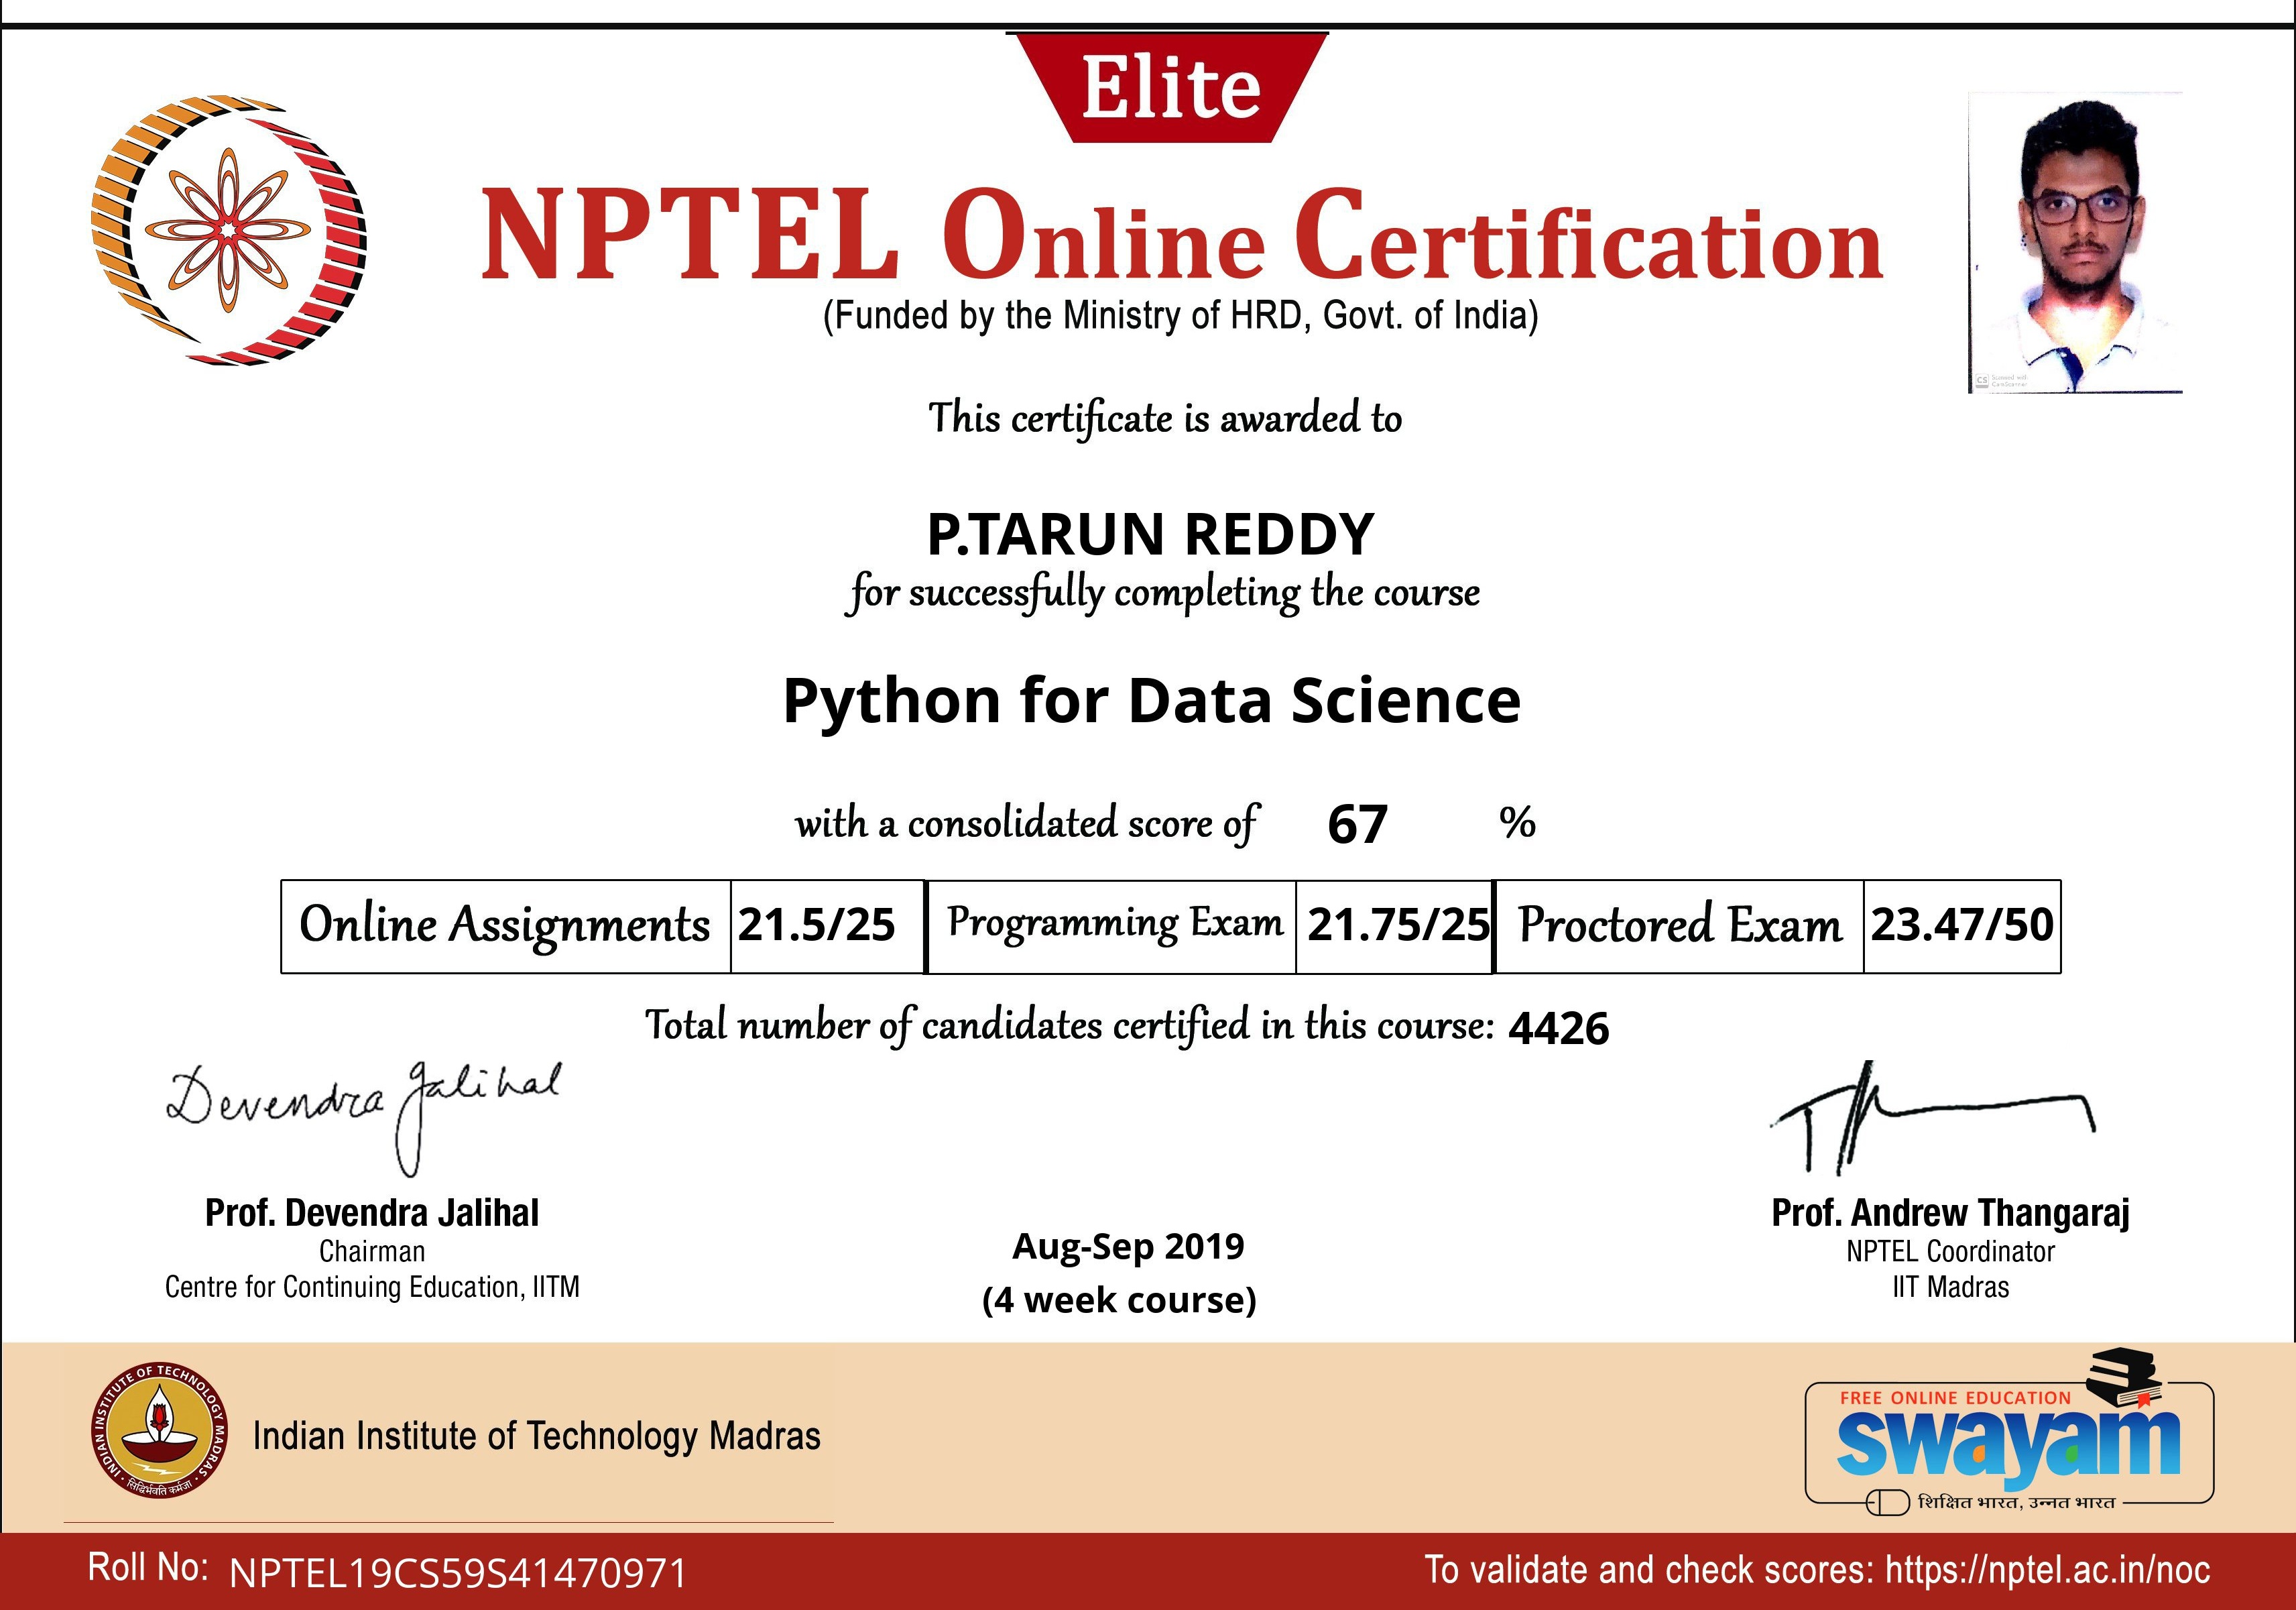 Elite
NPTEL Online Certification
(Funded by the Ministry of HRD, Govt. of India)
CS Scanned with
CamScanner
This certificate is awarded to
P.TARUN REDDY
for successfully completing the course
Python for Data Science
with a consolidated score of 67 %
Online Assignments 21.5/25 Programming Exam 21.75/25 Proctored Exam 23.47/50
Total number of candidates certified in this course: 4426
Devendra Jalihal
Prof. Devendra Jalihal
Chairman
Centre for Continuing Education, IITM
Aug-Sep 2019
(4 week course)
Prof. Andrew Thangaraj
NPTEL Coordinator
IIT Madras
INDIAN INSTITUTE OF TECHNOLOGY MADRAS
सिद्धिर्भवति कर्मजा
Indian Institute of Technology Madras
FREE ONLINE EDUCATION
swayam
शिक्षित भारत, उन्नत भारत
Roll No: NPTEL19CS59S41470971
To validate and check scores: https://nptel.ac.in/noc